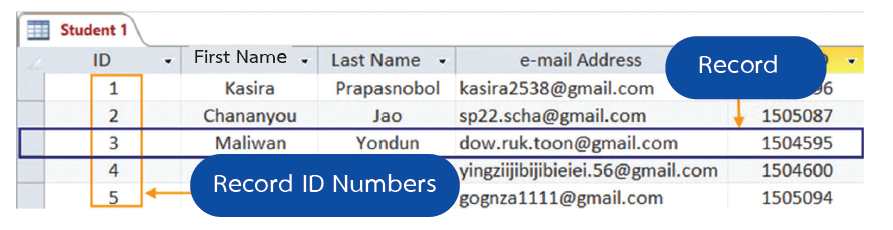 Student 1
ID First Name Last Name e-mail Address
Record
1 Kasira Prapasnobol kasira2538@gmail.com
2 Chananyou Jao sp22.scha@gmail.com 1505087
3 Maliwan Yondun dow.ruk.toon@gmail.com 1504595
4 yingziijibijibieiei.56@gmail.com 1504600
Record ID Numbers
5 gognza1111@gmail.com 1505094